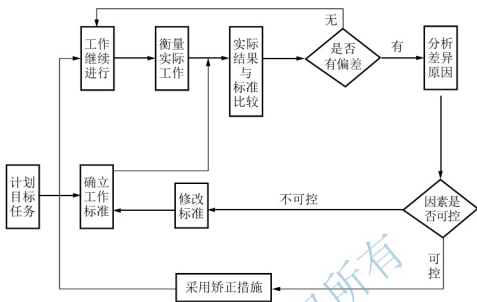 无
工作
继续
进行
衡量
实际
工作
实际
结果
与
标准
比较
是否
有偏差
有
分析
差异
原因
计划
目标
任务
确立
工作
标准
修改
标准
不可控
因素是
否可控
可
控
采用矫正措施
所有